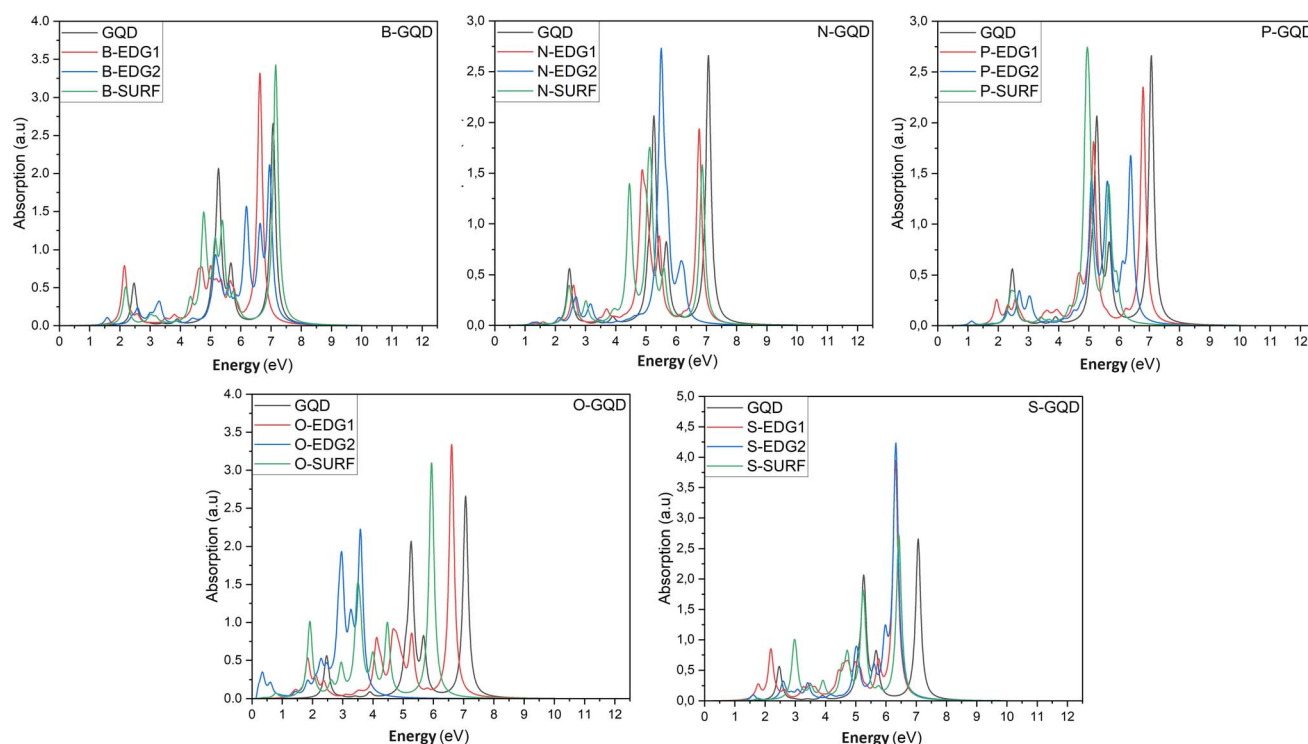 B-GQD
GQD
B-EDG1
B-EDG2
B-SURF
Absorption (a.u)
4.0
3.5
3.0
2.5
2.0
1.5
1.0
0.5
0.0
0 1 2 3 4 5 6 7 8 9 10 11 12
Energy (eV)
N-GQD
GQD
N-EDG1
N-EDG2
N-SURF
Absorption (a.u)
3,0
2,5
2,0
1,5
1,0
0,5
0,0
0 1 2 3 4 5 6 7 8 9 10 11 12
Energy (eV)
P-GQD
GQD
P-EDG1
P-EDG2
P-SURF
Absorption (a.u)
3,0
2,5
2,0
1,5
1,0
0,5
0,0
0 1 2 3 4 5 6 7 8 9 10 11 12
Energy (eV)
O-GQD
GQD
O-EDG1
O-EDG2
O-SURF
Absorption (a.u)
4.0
3.5
3.0
2.5
2.0
1.5
1.0
0.5
0.0
0 1 2 3 4 5 6 7 8 9 10 11 12
Energy (eV)
S-GQD
GQD
S-EDG1
S-EDG2
S-SURF
Absorption (a.u)
5,0
4,5
4,0
3,5
3,0
2,5
2,0
1,5
1,0
0,5
0,0
0 1 2 3 4 5 6 7 8 9 10 11 12
Energy (eV)